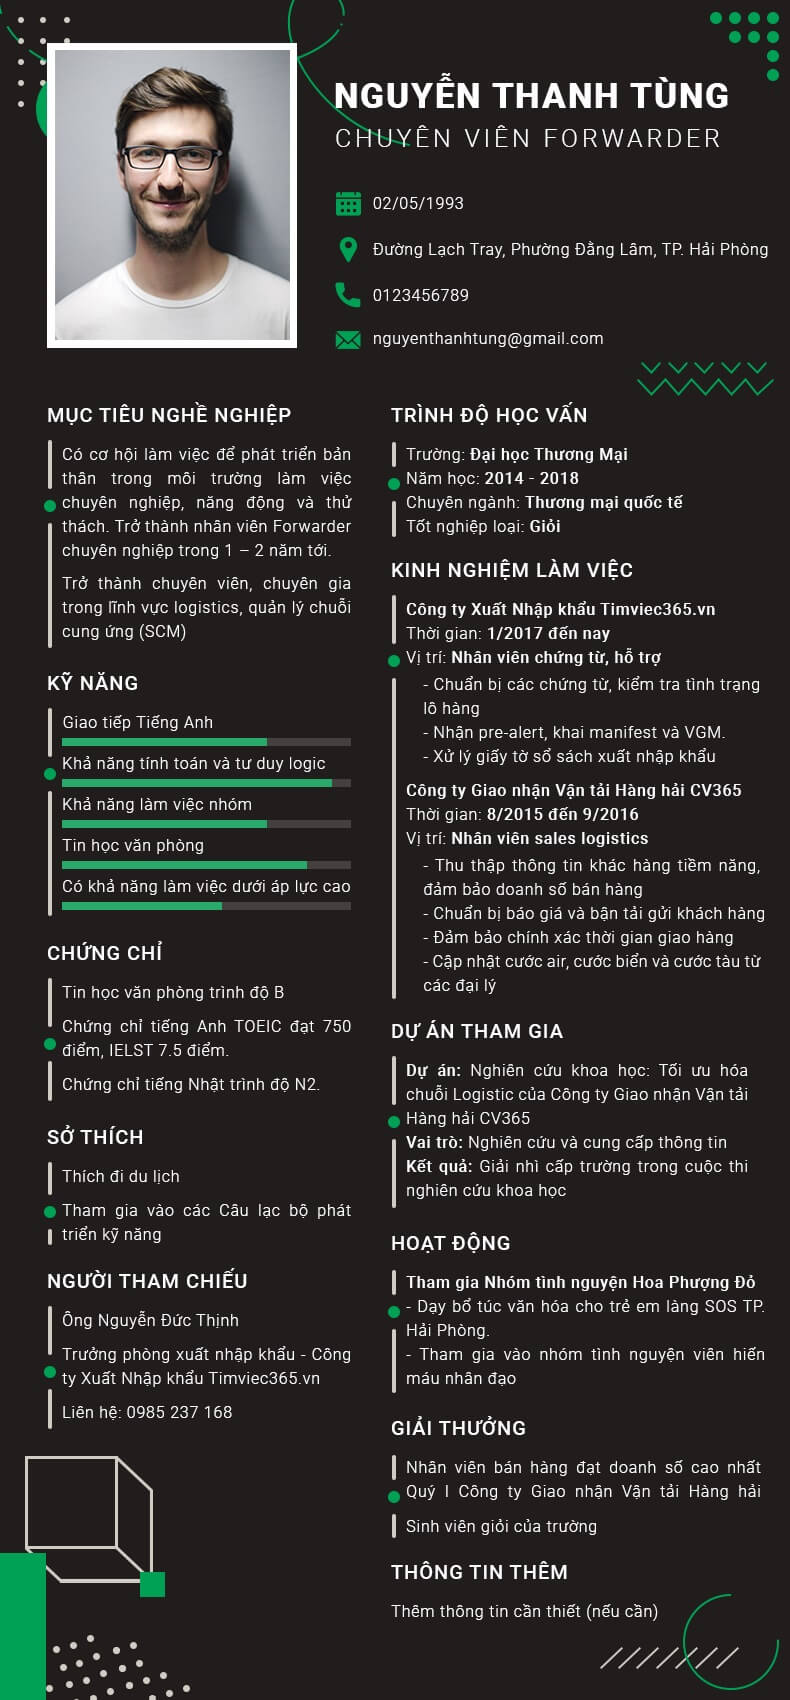 NGUYỄN THANH TÙNG
CHUYÊN VIÊN FORWARDER
02/05/1993
Đường Lạch Tray, Phường Đằng Lâm, TP. Hải Phòng
0123456789
nguyenthanhtung@gmail.com
MỤC TIÊU NGHỀ NGHIỆP
Có cơ hội làm việc để phát triển bản
thân trong môi trường làm việc
chuyên nghiệp, năng động và thử
thách. Trở thành nhân viên Forwarder
chuyên nghiệp trong 1 – 2 năm tới.
Trở thành chuyên viên, chuyên gia
trong lĩnh vực logistics, quản lý chuỗi
cung ứng (SCM)
KỸ NĂNG
Giao tiếp Tiếng Anh
Khả năng tính toán và tư duy logic
Khả năng làm việc nhóm
Tin học văn phòng
Có khả năng làm việc dưới áp lực cao
CHỨNG CHỈ
Tin học văn phòng trình độ B
Chứng chỉ tiếng Anh TOEIC đạt 750
điểm, IELST 7.5 điểm.
Chứng chỉ tiếng Nhật trình độ N2.
SỞ THÍCH
Thích đi du lịch
Tham gia vào các Câu lạc bộ phát
triển kỹ năng
NGƯỜI THAM CHIẾU
Ông Nguyễn Đức Thịnh
Trưởng phòng xuất nhập khẩu - Công
ty Xuất Nhập khẩu Timviec365.vn
Liên hệ: 0985 237 168
TRÌNH ĐỘ HỌC VẤN
Trường: Đại học Thương Mại
Năm học: 2014 - 2018
Chuyên ngành: Thương mại quốc tế
Tốt nghiệp loại: Giỏi
KINH NGHIỆM LÀM VIỆC
Công ty Xuất Nhập khẩu Timviec365.vn
Thời gian: 1/2017 đến nay
Vị trí: Nhân viên chứng từ, hỗ trợ
- Chuẩn bị các chứng từ, kiểm tra tình trạng
lô hàng
- Nhận pre-alert, khai manifest và VGM.
- Xử lý giấy tờ sổ sách xuất nhập khẩu
Công ty Giao nhận Vận tải Hàng hải CV365
Thời gian: 8/2015 đến 9/2016
Vị trí: Nhân viên sales logistics
- Thu thập thông tin khác hàng tiềm năng,
đảm bảo doanh số bán hàng
- Chuẩn bị báo giá và bận tải gửi khách hàng
- Đảm bảo chính xác thời gian giao hàng
- Cập nhật cước air, cước biển và cước tàu từ
các đại lý
DỰ ÁN THAM GIA
Dự án: Nghiên cứu khoa học: Tối ưu hóa
chuỗi Logistic của Công ty Giao nhận Vận tải
Hàng hải CV365
Vai trò: Nghiên cứu và cung cấp thông tin
Kết quả: Giải nhì cấp trường trong cuộc thi
nghiên cứu khoa học
HOẠT ĐỘNG
Tham gia Nhóm tình nguyện Hoa Phượng Đỏ
- Dạy bổ túc văn hóa cho trẻ em làng SOS TP.
Hải Phòng.
- Tham gia vào nhóm tình nguyện viên hiến
máu nhân đạo
GIẢI THƯỞNG
Nhân viên bán hàng đạt doanh số cao nhất
Quý I Công ty Giao nhận Vận tải Hàng hải
Sinh viên giỏi của trường
THÔNG TIN THÊM
Thêm thông tin cần thiết (nếu cần)